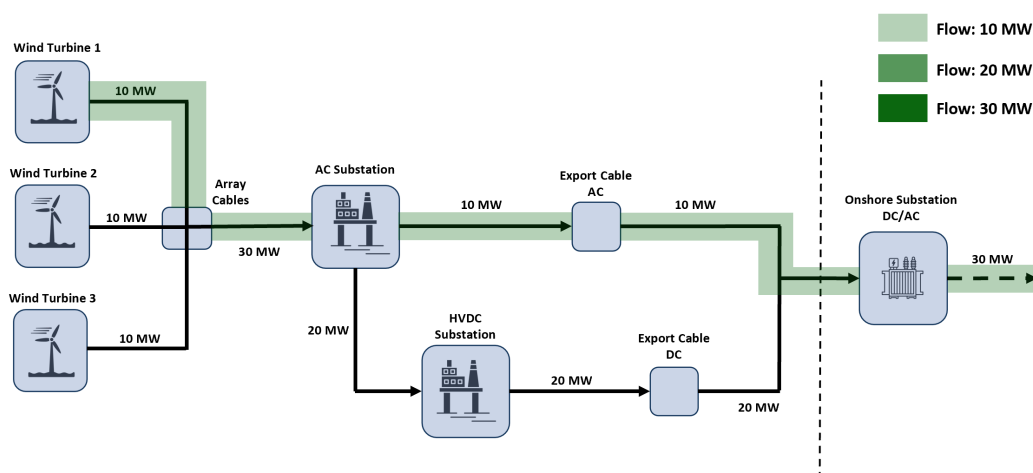 Flow: 10 MW
Flow: 20 MW
Flow: 30 MW
Wind Turbine 1
10 MW
Wind Turbine 2
10 MW
Wind Turbine 3
10 MW
Array
Cables
30 MW
AC Substation
10 MW
Export Cable
AC
10 MW
Onshore Substation
DC/AC
30 MW
20 MW
HVDC
Substation
20 MW
Export Cable
DC
20 MW